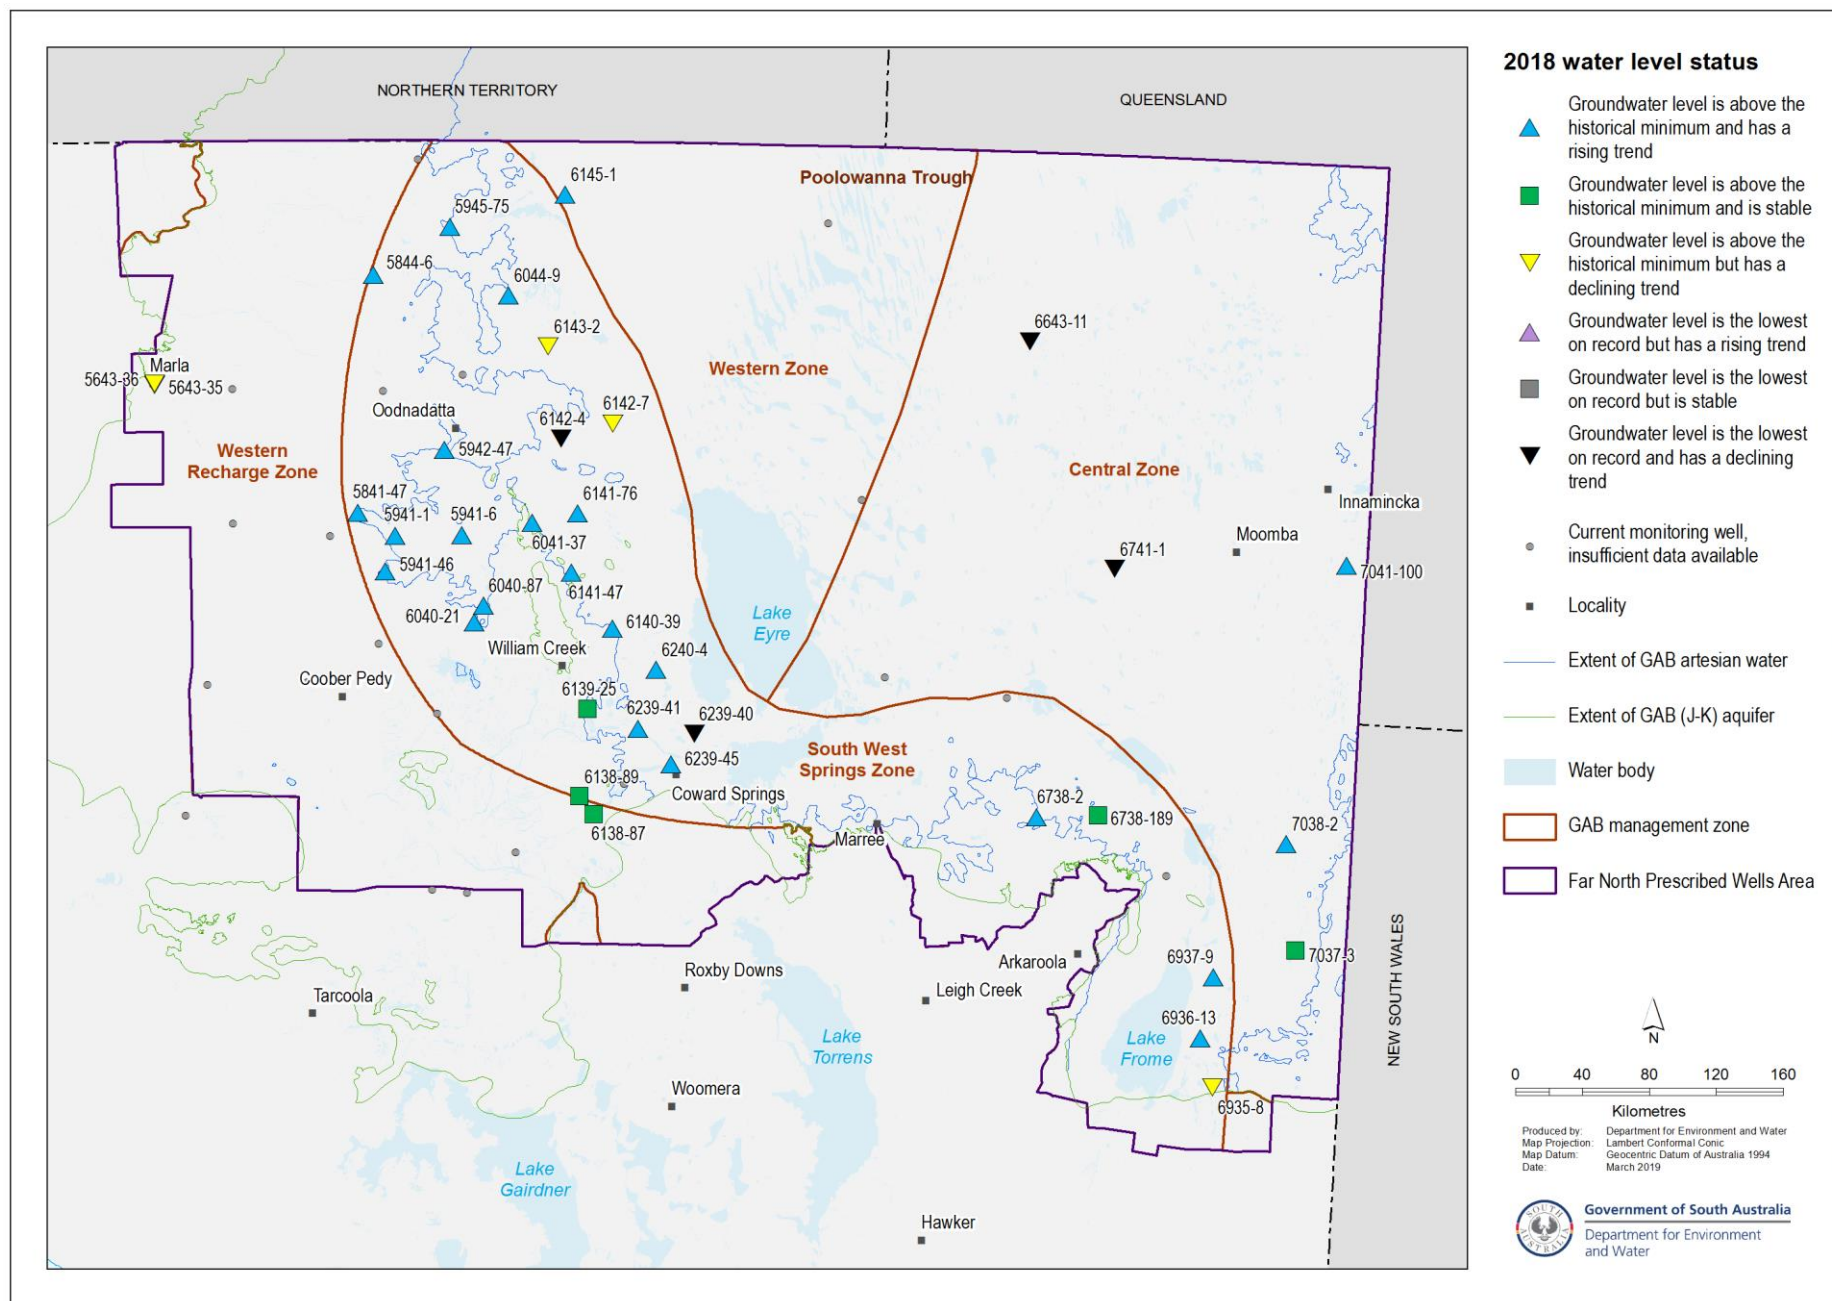 NORTHERN TERRITORY
QUEENSLAND
Poolowanna Trough
6145-1
5945-75
5844-6
6044-9
6143-2
6643-11
Marla
5643-36
5643-35
Western Zone
Oodnadatta
6142-7
6142-4
Western
Recharge Zone
5942-47
Central Zone
5841-47
5941-1
5941-6
6141-76
Innamincka
6041-37
Moomba
6741-1
5941-46
7041-100
6040-87
6141-47
6040-21
6140-39
Lake
Eyre
William Creek
6240-4
Coober Pedy
6139-25
6239-41
6239-40
South West
Springs Zone
6239-45
6138-89
Coward Springs
6738-2
6738-189
6138-87
Marree
7038-2
NEW SOUTH WALES
Arkaroola
6937-9
7037-3
Roxby Downs
Leigh Creek
Tarcoola
6936-13
Lake
Torrens
Lake
Frome
Woomera
6935-8
Lake
Gairdner
Hawker
2018 water level status
Groundwater level is above the
historical minimum and has a
rising trend
Groundwater level is above the
historical minimum and is stable
Groundwater level is above the
historical minimum but has a
declining trend
Groundwater level is the lowest
on record but has a rising trend
Groundwater level is the lowest
on record but is stable
Groundwater level is the lowest
on record and has a declining
trend
Current monitoring well,
insufficient data available
Locality
Extent of GAB artesian water
Extent of GAB (J-K) aquifer
Water body
GAB management zone
Far North Prescribed Wells Area
N
0 40 80 120 160
Kilometres
Produced by: Department for Environment and Water
Map Projection: Lambert Conformal Conic
Map Datum: Geocentric Datum of Australia 1994
Date: March 2019
SOUTH AUSTRALIA
Government of South Australia
Department for Environment
and Water